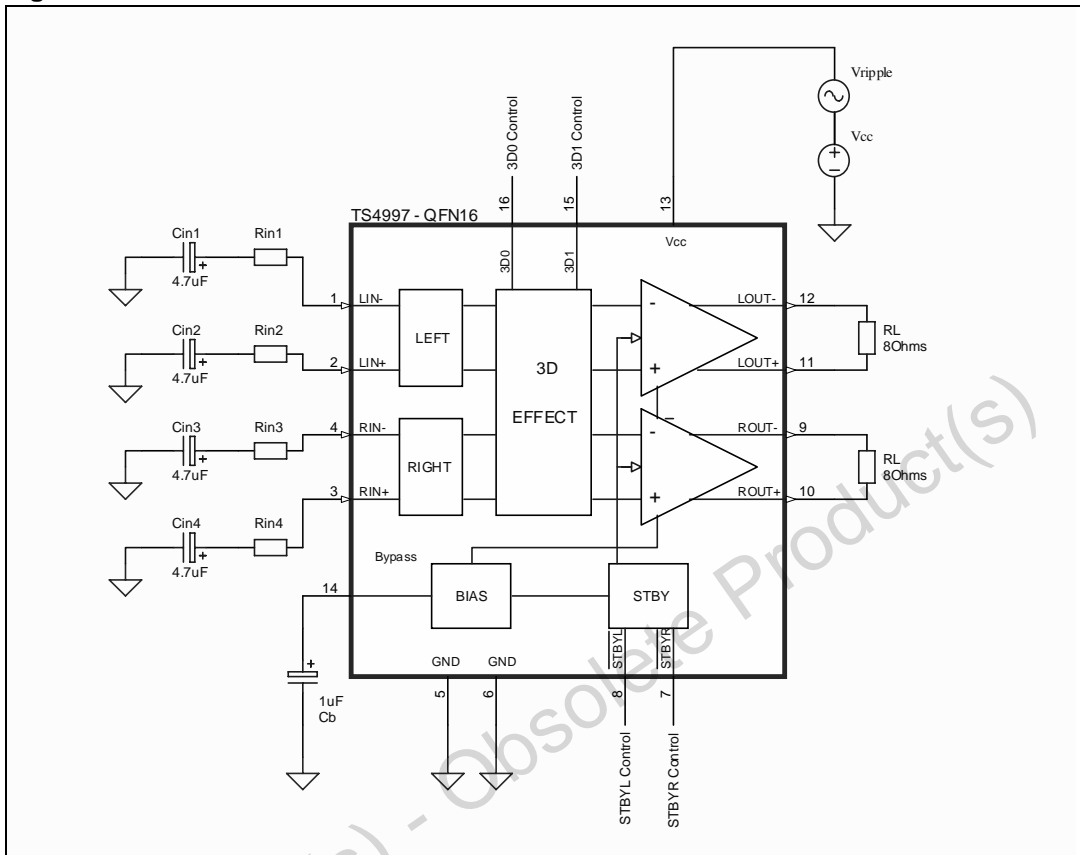 Vripple
Vcc
3D0 Control
3D1 Control
16
15
13
TS4997 - QFN16
Vcc
Cin1
Rin1
4.7uF
3D0
3D1
1
LIN-
LOUT-
12
Cin2
Rin2
LEFT
RL
8Ohms
4.7uF
2
LIN+
3D
LOUT+
11
EFFECT
Cin3
Rin3
4.7uF
4
RIN-
ROUT-
9
RIGHT
RL
8Ohms
3
RIN+
ROUT+
10
Cin4
Rin4
4.7uF
Bypass
14
BIAS
STBY
STBYL
STBYR
GND
GND
1uF
Cb
5
6
8
7
STBYL Control
STBYR Control
(s) - Obsolete Product(s)